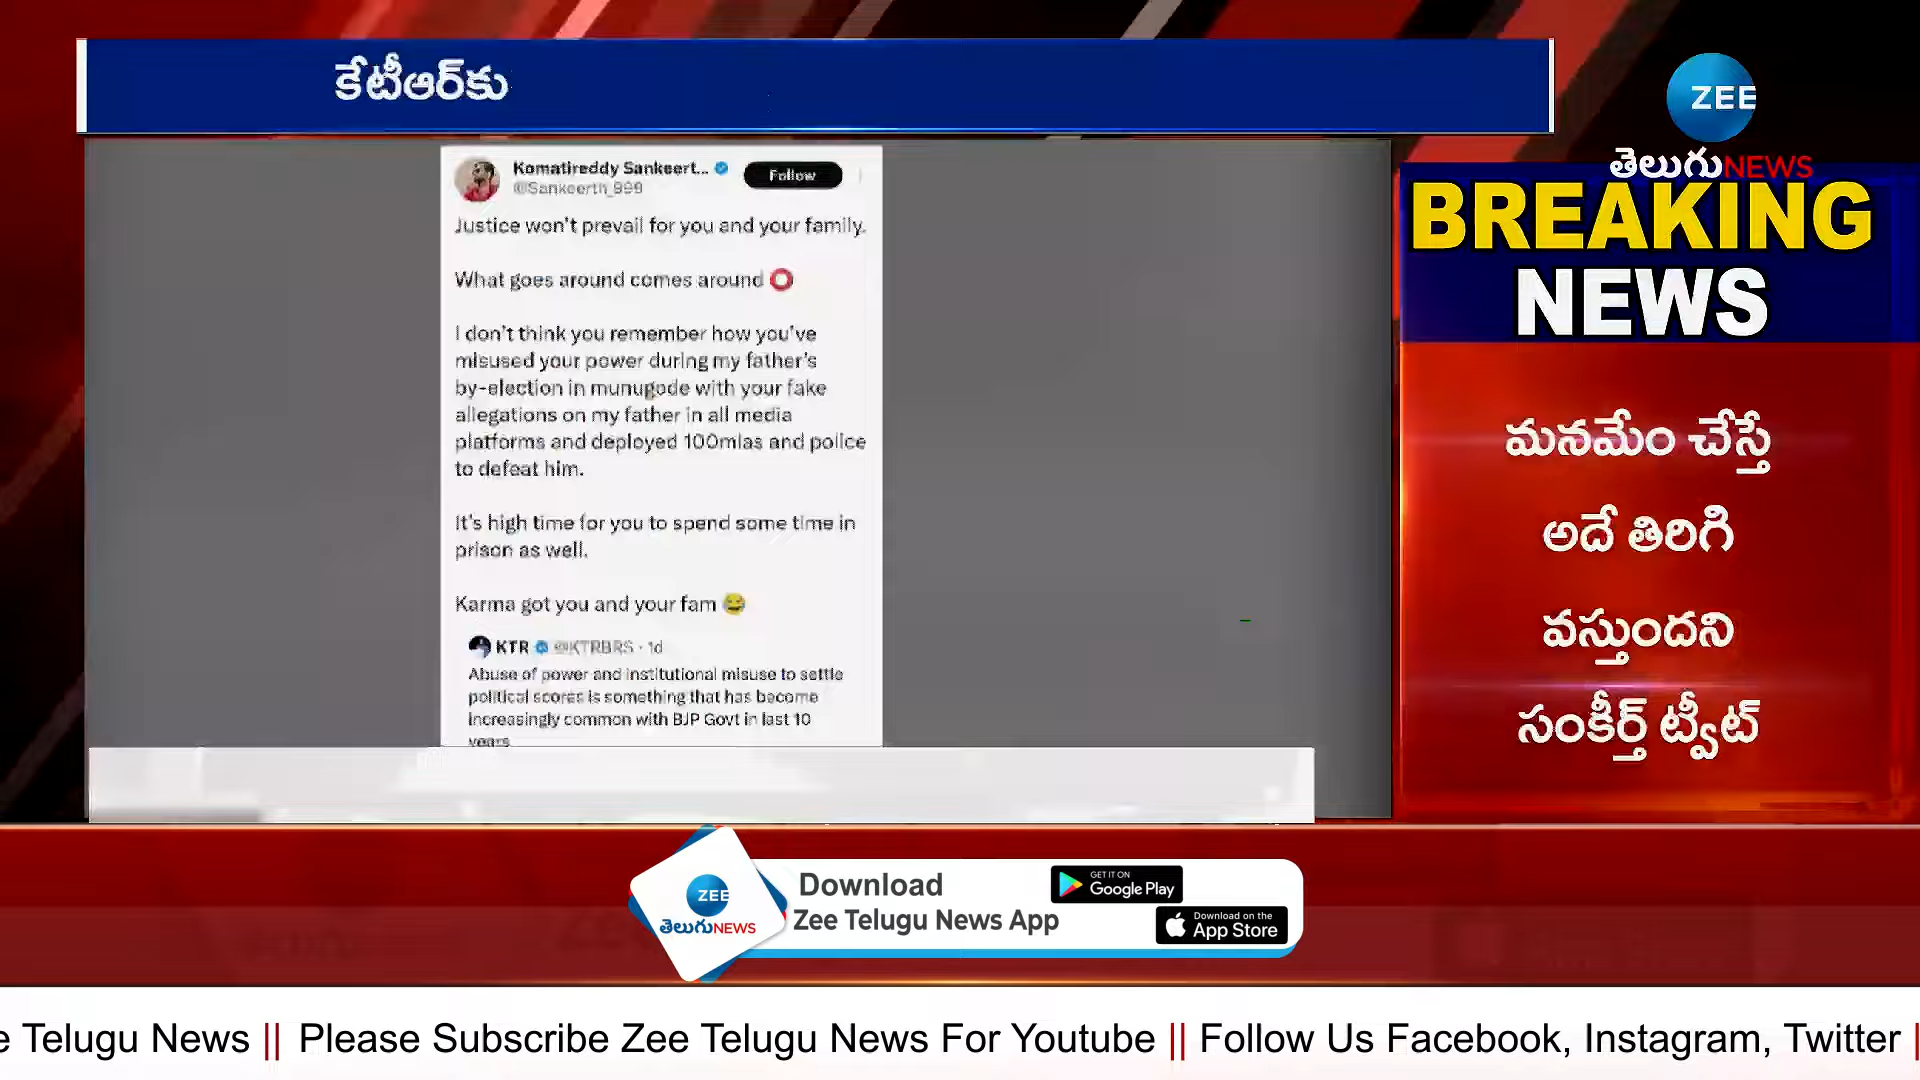 కేటీఆర్‌కు
ZEE
తెలుగుNEWS
Komatireddy Sankeert...
Follow
@Sankeerth_999
Justice won't prevail for you and your family.
What goes around comes around
I don't think you remember how you've
misused your power during my father's
by-election in munugode with your fake
allegations on my father in all media
platforms and deployed 100mlas and police
to defeat him.
It's high time for you to spend some time in
prison as well.
Karma got you and your fam
KTR @KTRBRS · 1d
Abuse of power and institutional misuse to settle
political scores is something that has become
increasingly common with BJP Govt in last 10
years
BREAKING
NEWS
మనమేం చేస్తే
అదే తిరిగి
వస్తుందని
సంకీర్త్ ట్వీట్
ZEE
తెలుగుNEWS
Download
Zee Telugu News App
GET IT ON
Google Play
Download on the
App Store
e Telugu News || Please Subscribe Zee Telugu News For Youtube || Follow Us Facebook, Instagram, Twitter |